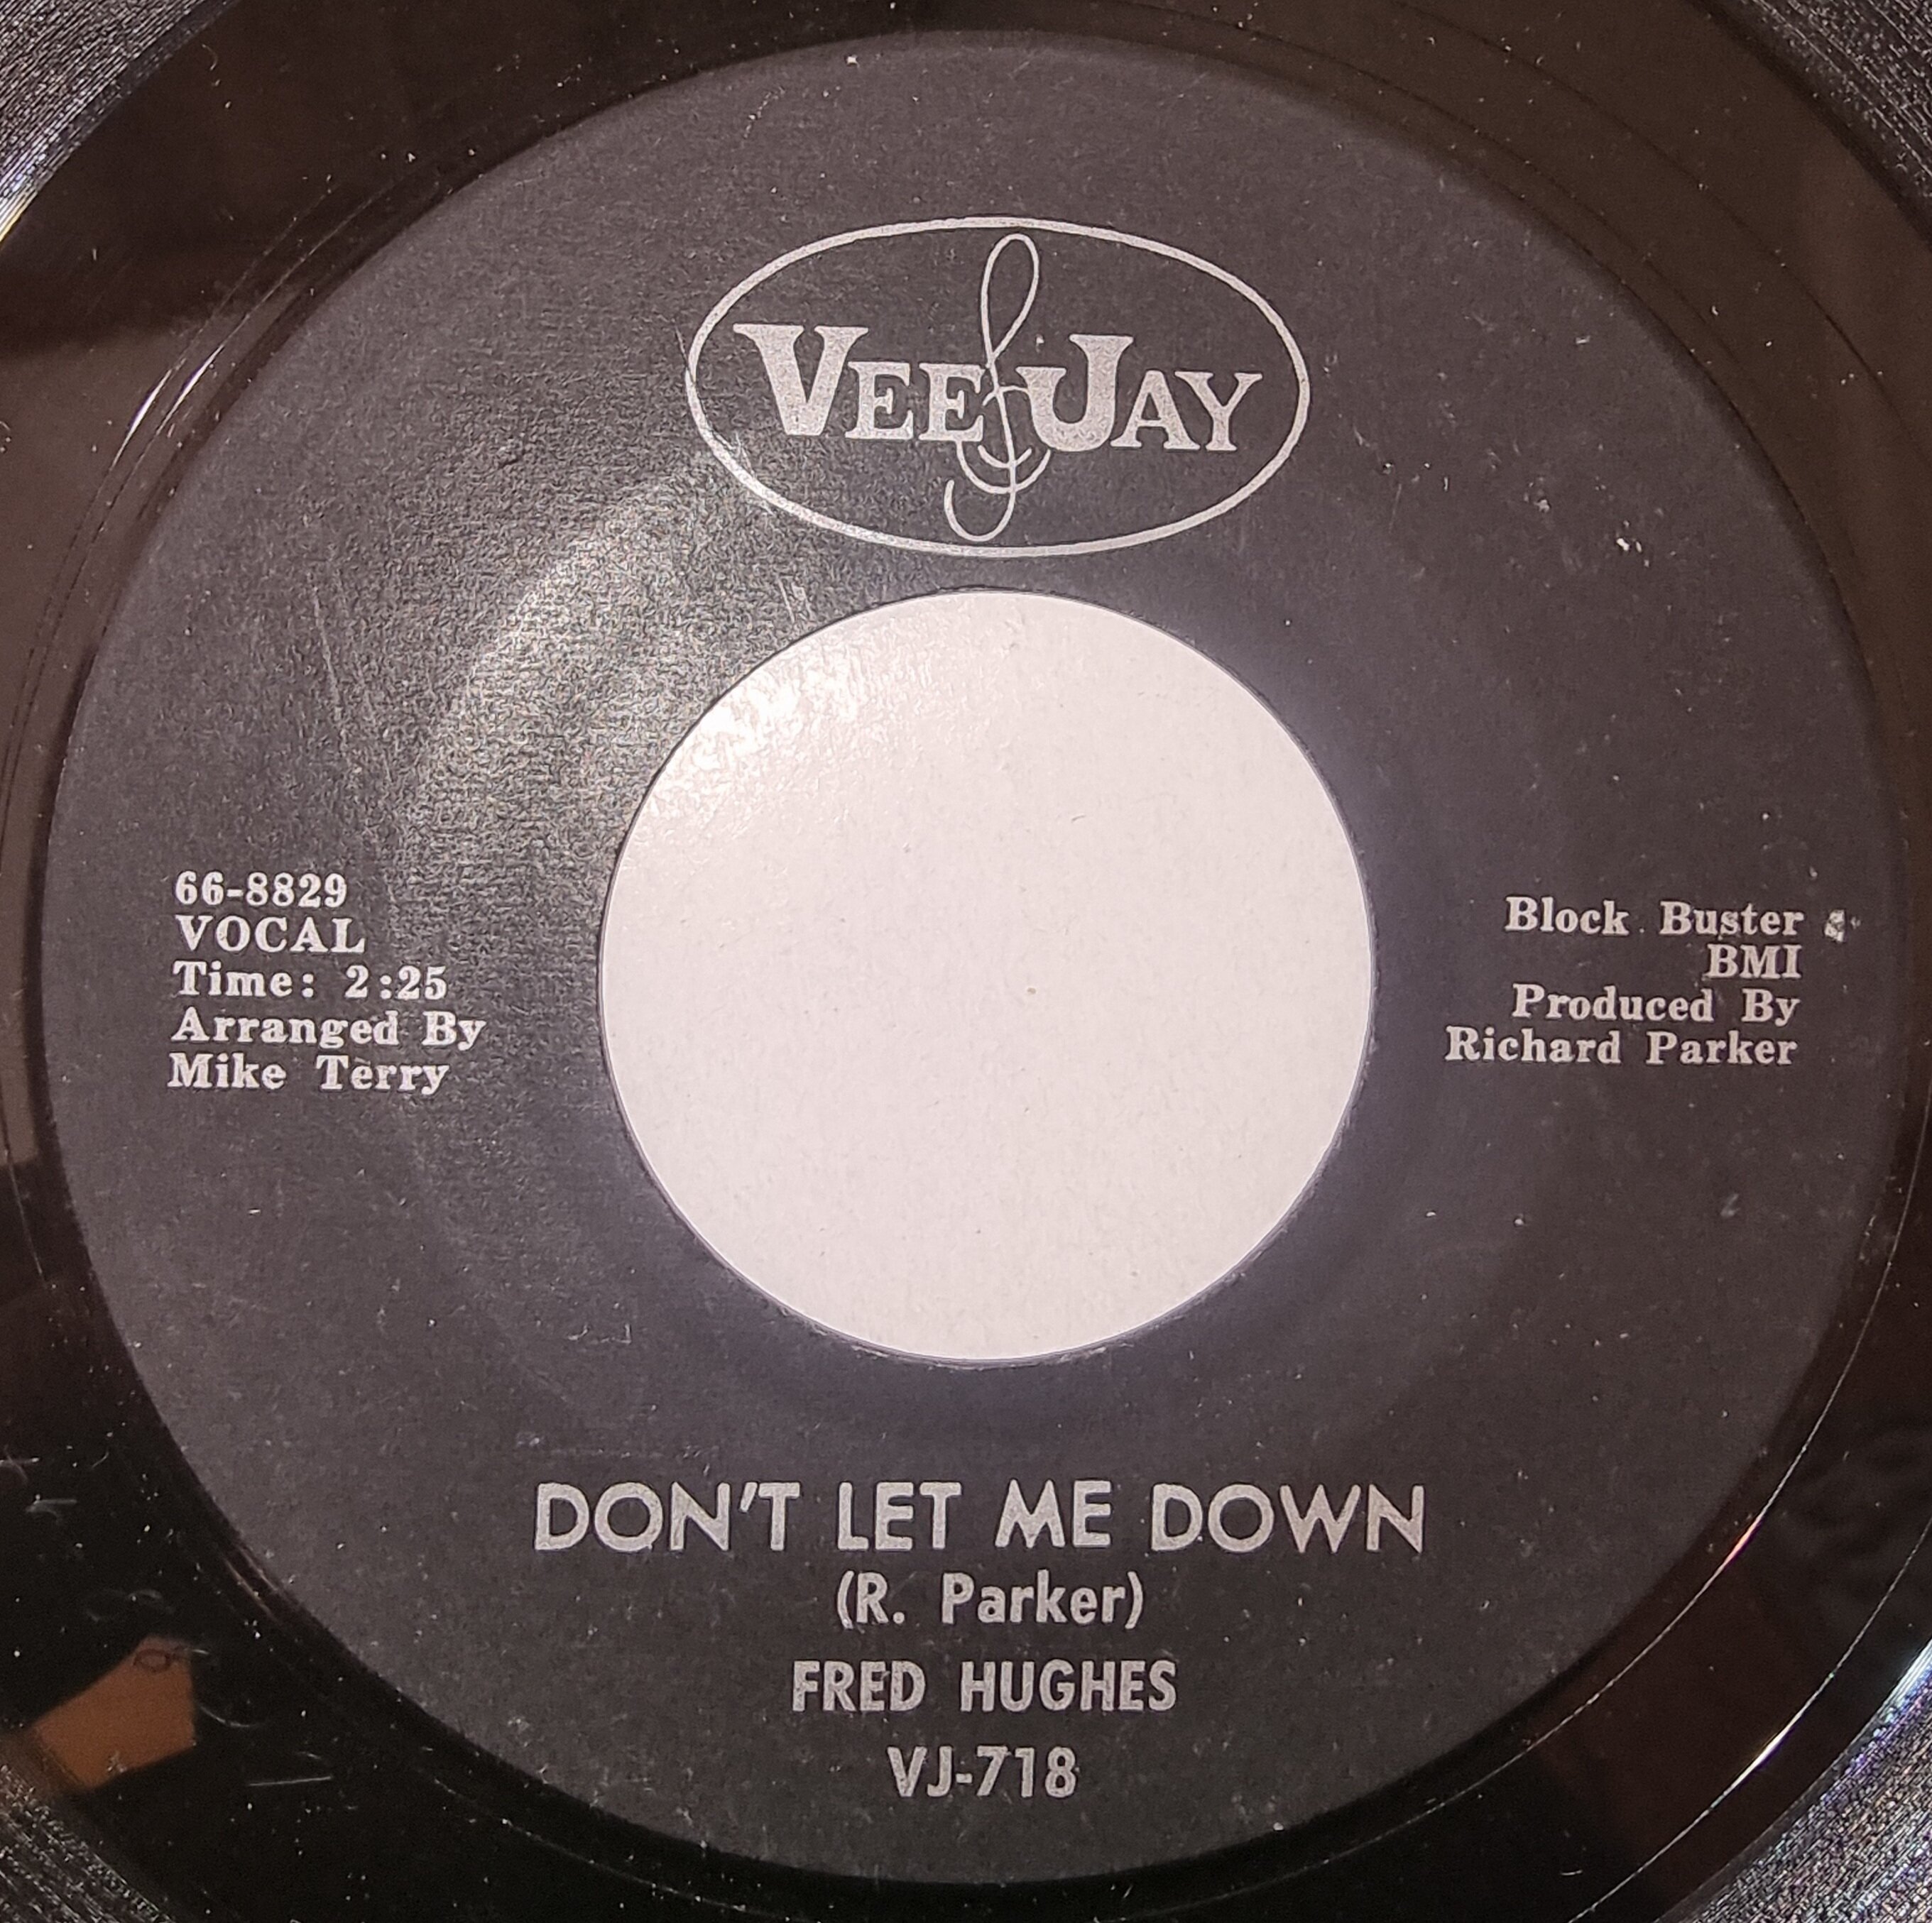 VEE JAY
66-8829
VOCAL
Time: 2:25
Arranged By
Mike Terry
Block Buster
BMI
Produced By
Richard Parker
DON'T LET ME DOWN
(R. Parker)
FRED HUGHES
VJ-718